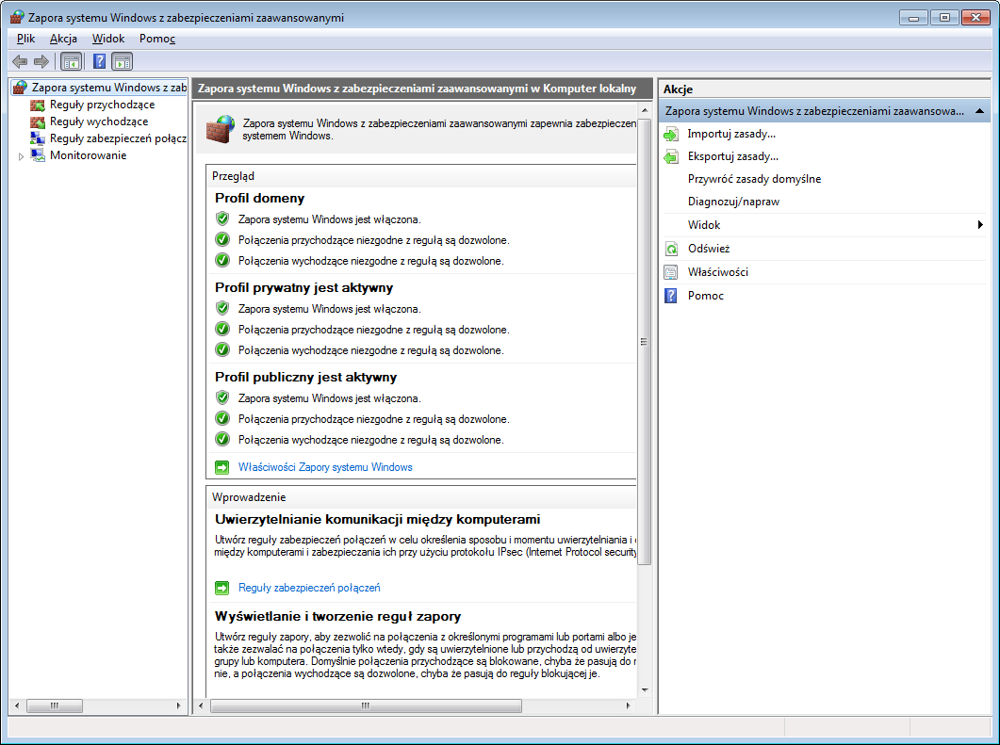 Zapora systemu Windows z zabezpieczeniami zaawansowanymi
Plik Akcja Widok Pomoc
Zapora systemu Windows z zab
Reguły przychodzące
Reguły wychodzące
Reguły zabezpieczeń połącz
Monitorowanie
Zapora systemu Windows z zabezpieczeniami zaawansowanymi w Komputer lokalny
Zapora systemu Windows z zabezpieczeniami zaawansowanymi zapewnia zabezpieczen
systemem Windows.
Przegląd
Profil domeny
Zapora systemu Windows jest włączona.
Połączenia przychodzące niezgodne z regułą są dozwolone.
Połączenia wychodzące niezgodne z regułą są dozwolone.
Profil prywatny jest aktywny
Zapora systemu Windows jest włączona.
Połączenia przychodzące niezgodne z regułą są dozwolone.
Połączenia wychodzące niezgodne z regułą są dozwolone.
Profil publiczny jest aktywny
Zapora systemu Windows jest włączona.
Połączenia przychodzące niezgodne z regułą są dozwolone.
Połączenia wychodzące niezgodne z regułą są dozwolone.
Właściwości Zapory systemu Windows
Wprowadzenie
Uwierzytelnianie komunikacji między komputerami
Utwórz reguły zabezpieczeń połączeń w celu określenia sposobu i momentu uwierzytelniania i
między komputerami i zabezpieczania ich przy użyciu protokołu IPsec (Internet Protocol security
Reguły zabezpieczeń połączeń
Wyświetlanie i tworzenie reguł zapory
Utwórz reguły zapory, aby zezwolić na połączenia z określonymi programami lub portami albo je
także zezwalać na połączenia tylko wtedy, gdy są uwierzytelnione lub przychodzą od uwierzyte
grupy lub komputera. Domyślnie połączenia przychodzące są blokowane, chyba że pasują do r
nie, a połączenia wychodzące są dozwolone, chyba że pasują do reguły blokującej je.
Akcje
Zapora systemu Windows z zabezpieczeniami zaawansowa...
Importuj zasady...
Eksportuj zasady...
Przywróć zasady domyślne
Diagnozuj/napraw
Widok
Odśwież
Właściwości
Pomoc